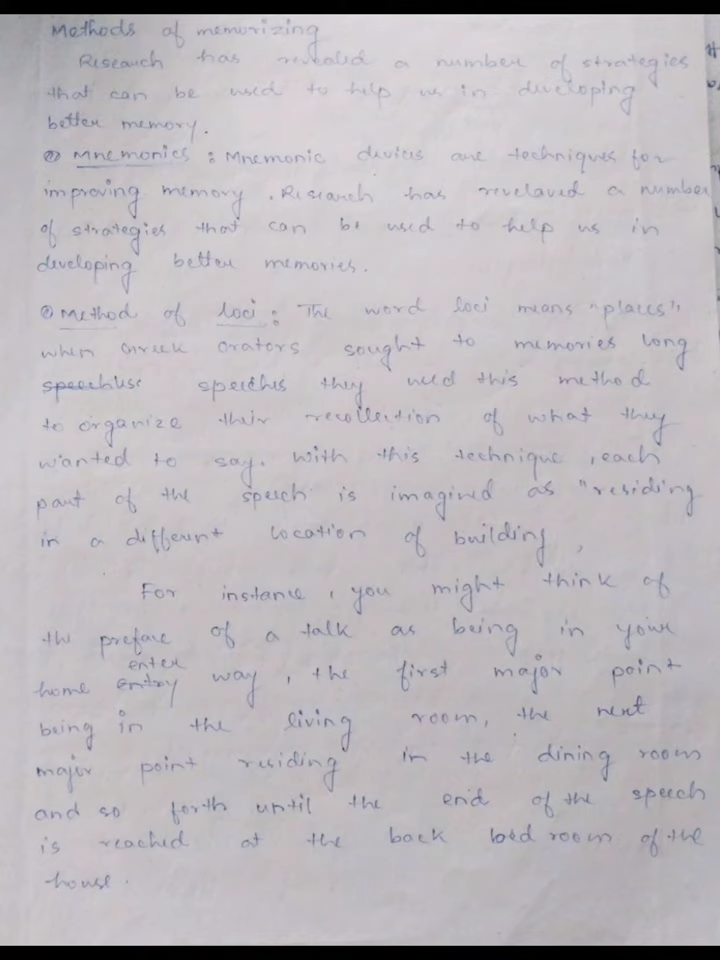 Methods of memorizing
Research has revealed a number of strategies
that can be used to help us in developing
better memory.
Mnemonics : Mnemonic devices are techniques for
improving memory. Research has revelaved a number
of strategies that can be used to help us in
developing better memories.
Method of loci : The word loci means "places",
when Greek orators sought to memories long
speechese speeches they used this method
to organize their recollection of what they
wanted to say. With this technique, each
part of the speech is imagined as "residing
in a different location of building,
For instance, you might think of
the preface of a talk as being in your
enter
home entry way, the first major point
being in the living room, the next
major point residing in the dining room
and so forth until the end of the speech
is reached at the back bed room of the
house.